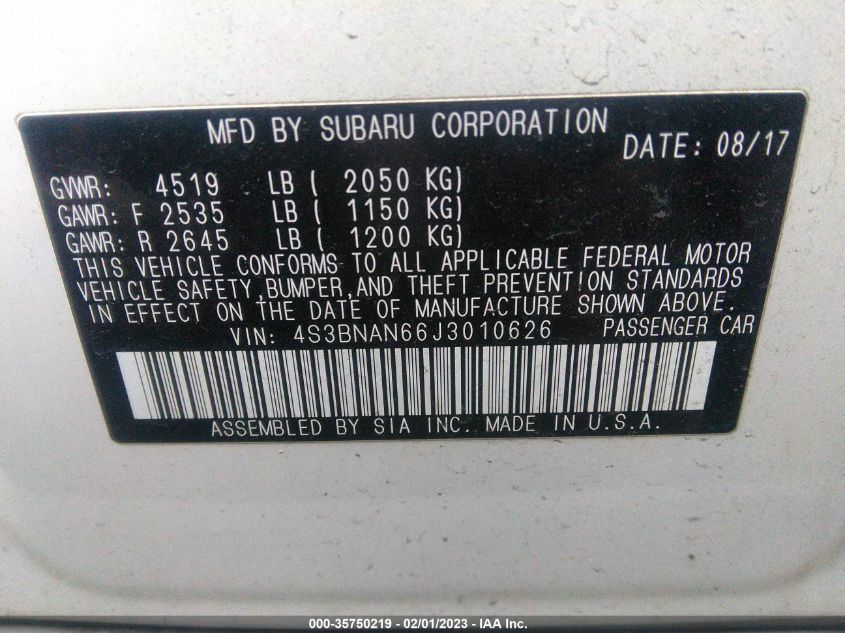 MFD BY SUBARU CORPORATION
DATE: 08/17
GVWR: 4519 LB ( 2050 KG)
GAWR: F 2535 LB ( 1150 KG)
GAWR: R 2645 LB ( 1200 KG)
THIS VEHICLE CONFORMS TO ALL APPLICABLE FEDERAL MOTOR
VEHICLE SAFETY,BUMPER,AND THEFT PREVENTION STANDARDS
IN EFFECT ON THE DATE OF MANUFACTURE SHOWN ABOVE.
VIN: 4S3BNAN66J3010626 PASSENGER CAR
ASSEMBLED BY SIA INC. MADE IN U.S.A.
000-35750219 - 02/01/2023 - IAA Inc.